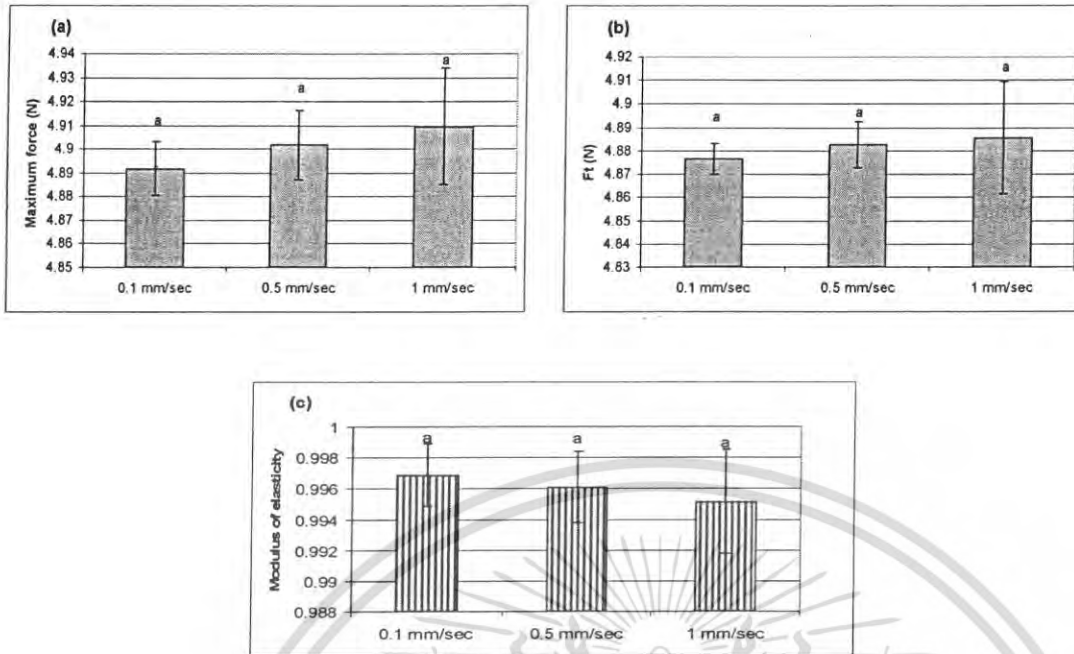 (a)
Maximum force (N)
4.94
4.93
4.92
4.91
4.9
4.89
4.88
4.87
4.86
4.85
a
a
a
0.1 mm/sec 0.5 mm/sec 1 mm/sec
(b)
Ft (N)
4.92
4.91
4.9
4.89
4.88
4.87
4.86
4.85
4.84
4.83
a
a
a
0.1 mm/sec 0.5 mm/sec 1 mm/sec
(c)
Modulus of elasticity
1
0.998
0.996
0.994
0.992
0.99
0.988
a a a
0.1 mm/sec 0.5 mm/sec 1 mm/sec